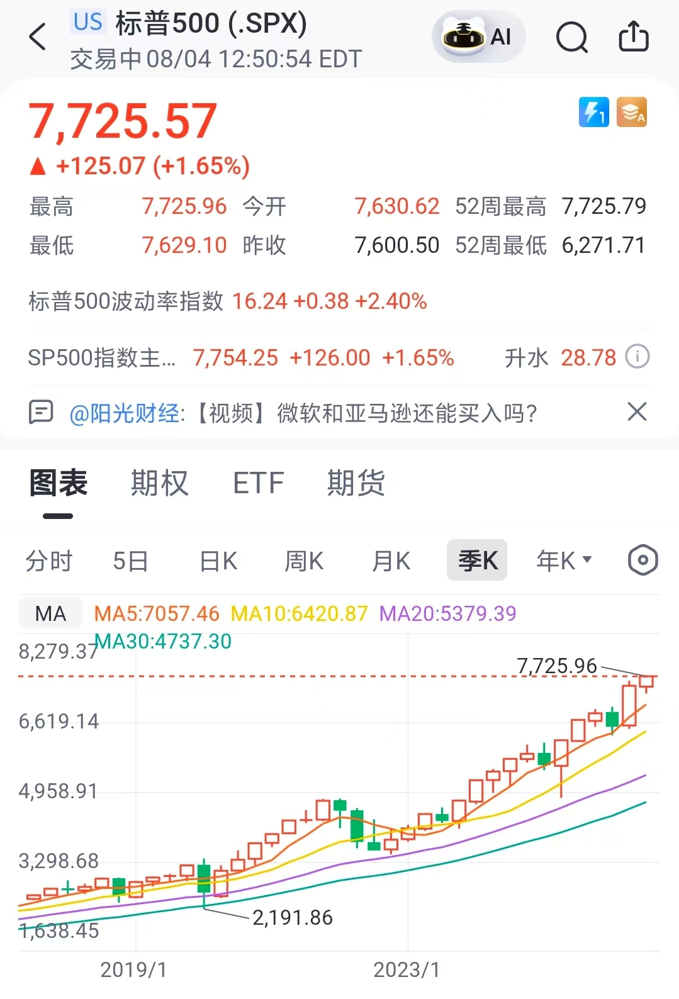 US 标普500 (.SPX)
交易中 08/04 12:50:54 EDT
AI
7,725.57
1
A
▲ +125.07 (+1.65%)
最高 7,725.96 今开 7,630.62 52周最高 7,725.79
最低 7,629.10 昨收 7,600.50 52周最低 6,271.71
标普500波动率指数 16.24 +0.38 +2.40%
SP500指数主... 7,754.25 +126.00 +1.65% 升水 28.78
@阳光财经:【视频】微软和亚马逊还能买入吗?
图表 期权 ETF 期货
分时 5日 日K 周K 月K 季K 年K
MA MA5:7057.46 MA10:6420.87 MA20:5379.39
MA30:4737.30
8,279.37
7,725.96
6,619.14
4,958.91
3,298.68
2,191.86
1,638.45
2019/1 2023/1